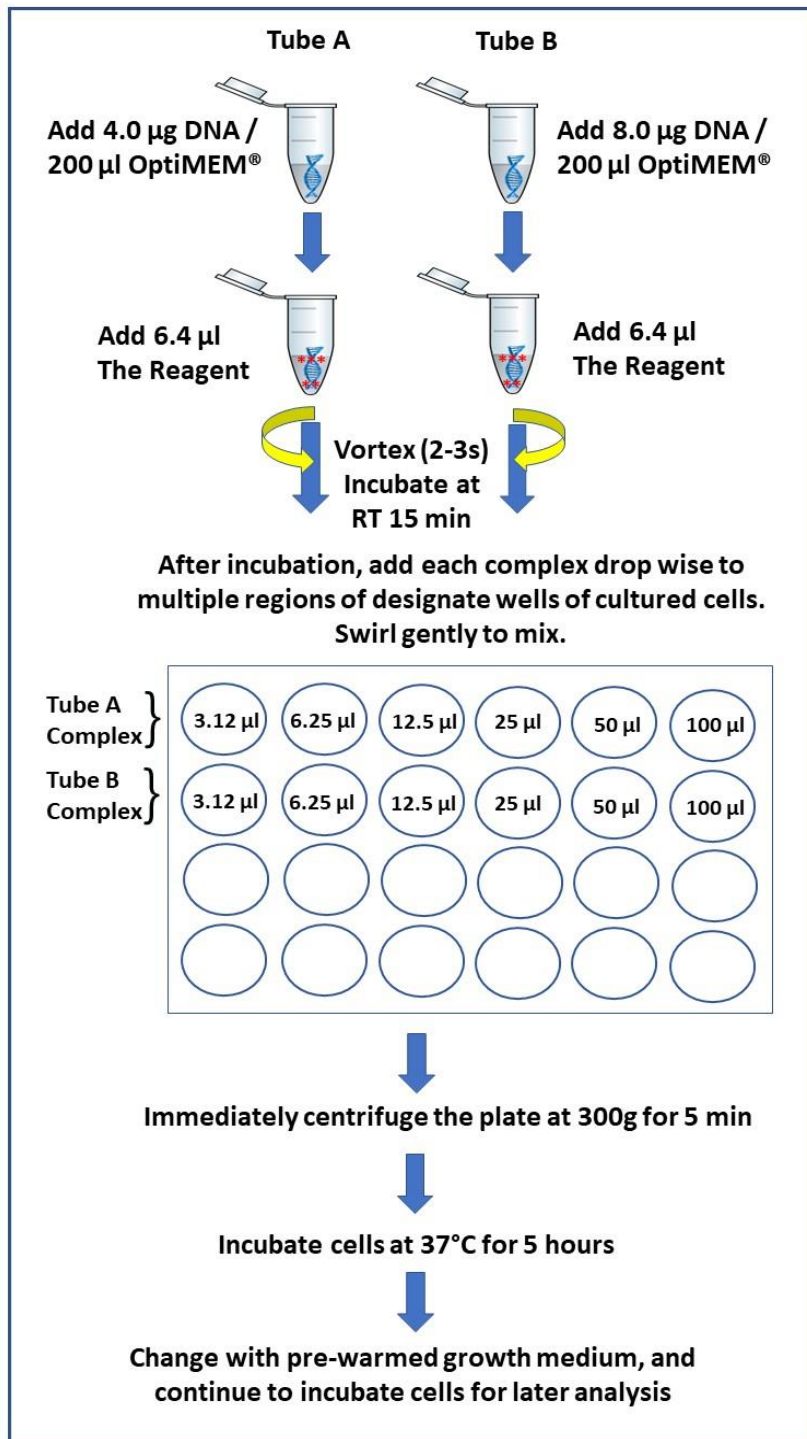 Tube A
Tube B
Add 4.0 µg DNA /
200 µl OptiMEM®
Add 8.0 µg DNA /
200 µl OptiMEM®
Add 6.4 µl
The Reagent
Add 6.4 µl
The Reagent
Vortex (2-3s)
Incubate at
RT 15 min
After incubation, add each complex drop wise to
multiple regions of designate wells of cultured cells.
Swirl gently to mix.
Tube A
Complex
3.12 µl 6.25 µl 12.5 µl 25 µl 50 µl 100 µl
Tube B
Complex
3.12 µl 6.25 µl 12.5 µl 25 µl 50 µl 100 µl
Immediately centrifuge the plate at 300g for 5 min
Incubate cells at 37°C for 5 hours
Change with pre-warmed growth medium, and
continue to incubate cells for later analysis